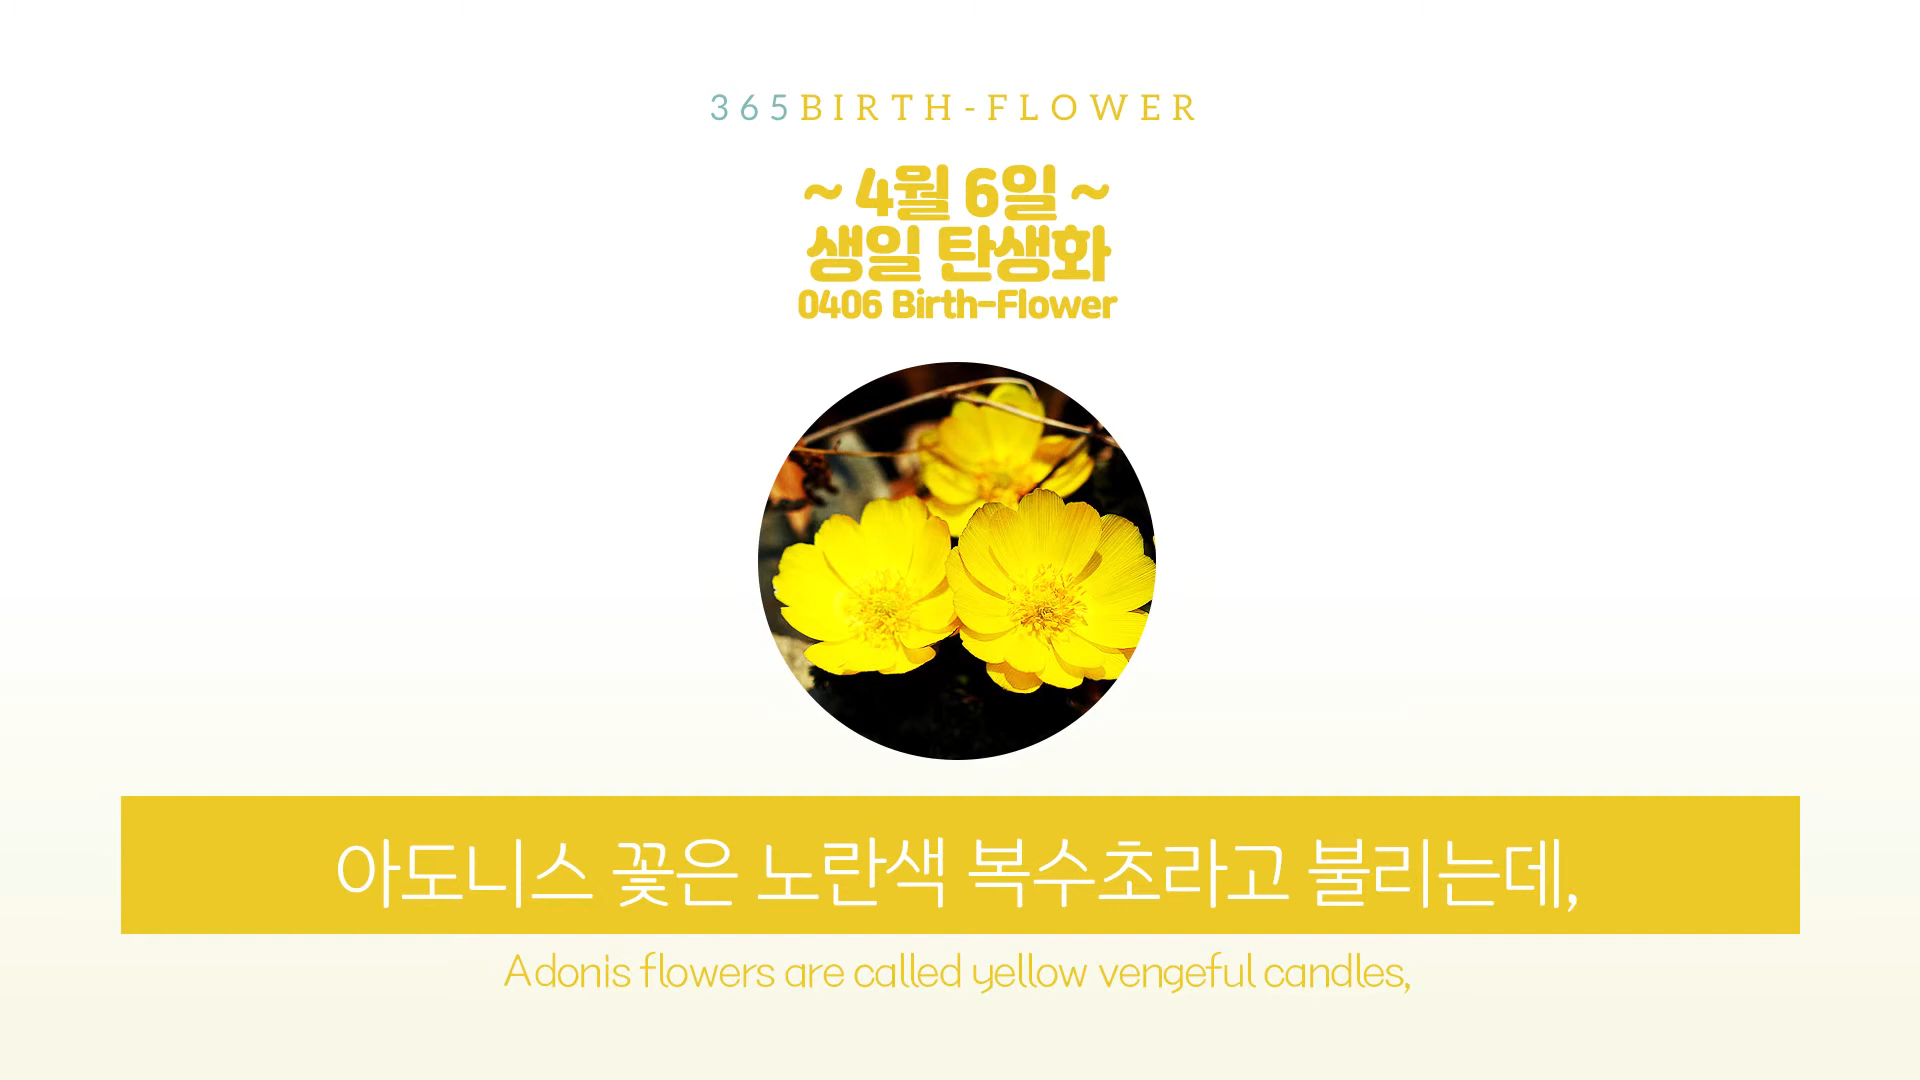 365BIRTH-FLOWER
~ 4월 6일 ~
생일 탄생화
0406 Birth-Flower
아도니스 꽃은 노란색 복수초라고 불리는데,
Adonis flowers are called yellow vengeful candles,